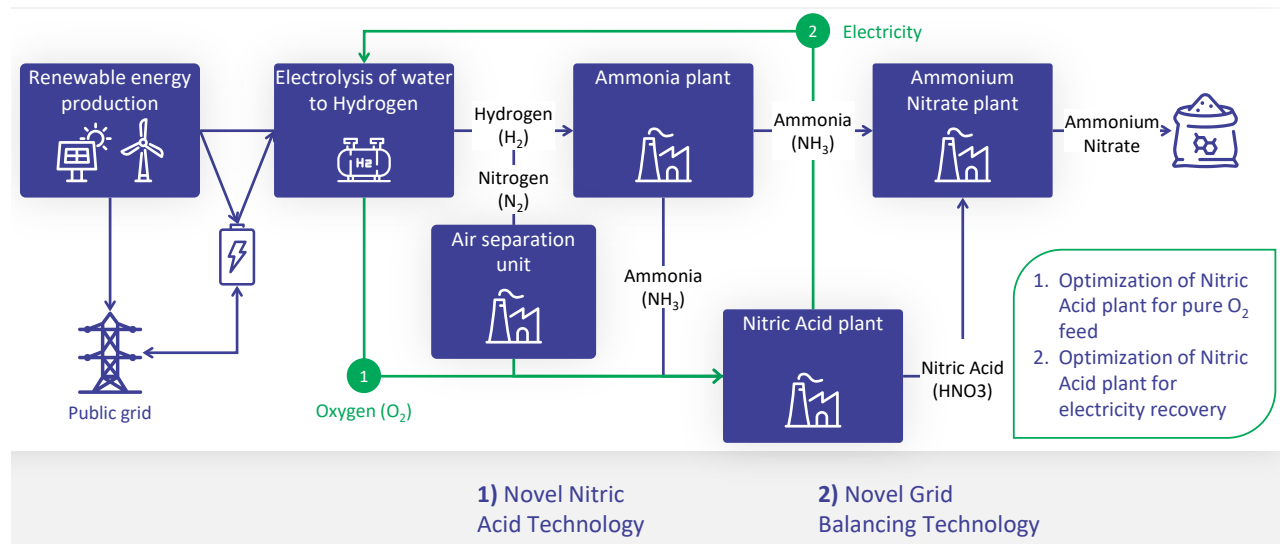 2
Electricity
Renewable energy
production
Electrolysis of water
to Hydrogen
H2
Hydrogen
(H₂)
Nitrogen
(N₂)
Ammonia plant
Ammonia
(NH₃)
Ammonium
Nitrate plant
Ammonium
Nitrate
Air separation
unit
Ammonia
(NH₃)
Nitric Acid plant
Nitric Acid
(HNO3)
Public grid
1
Oxygen (O₂)
1. Optimization of Nitric
Acid plant for pure O₂
feed
2. Optimization of Nitric
Acid plant for
electricity recovery
1) Novel Nitric
Acid Technology
2) Novel Grid
Balancing Technology